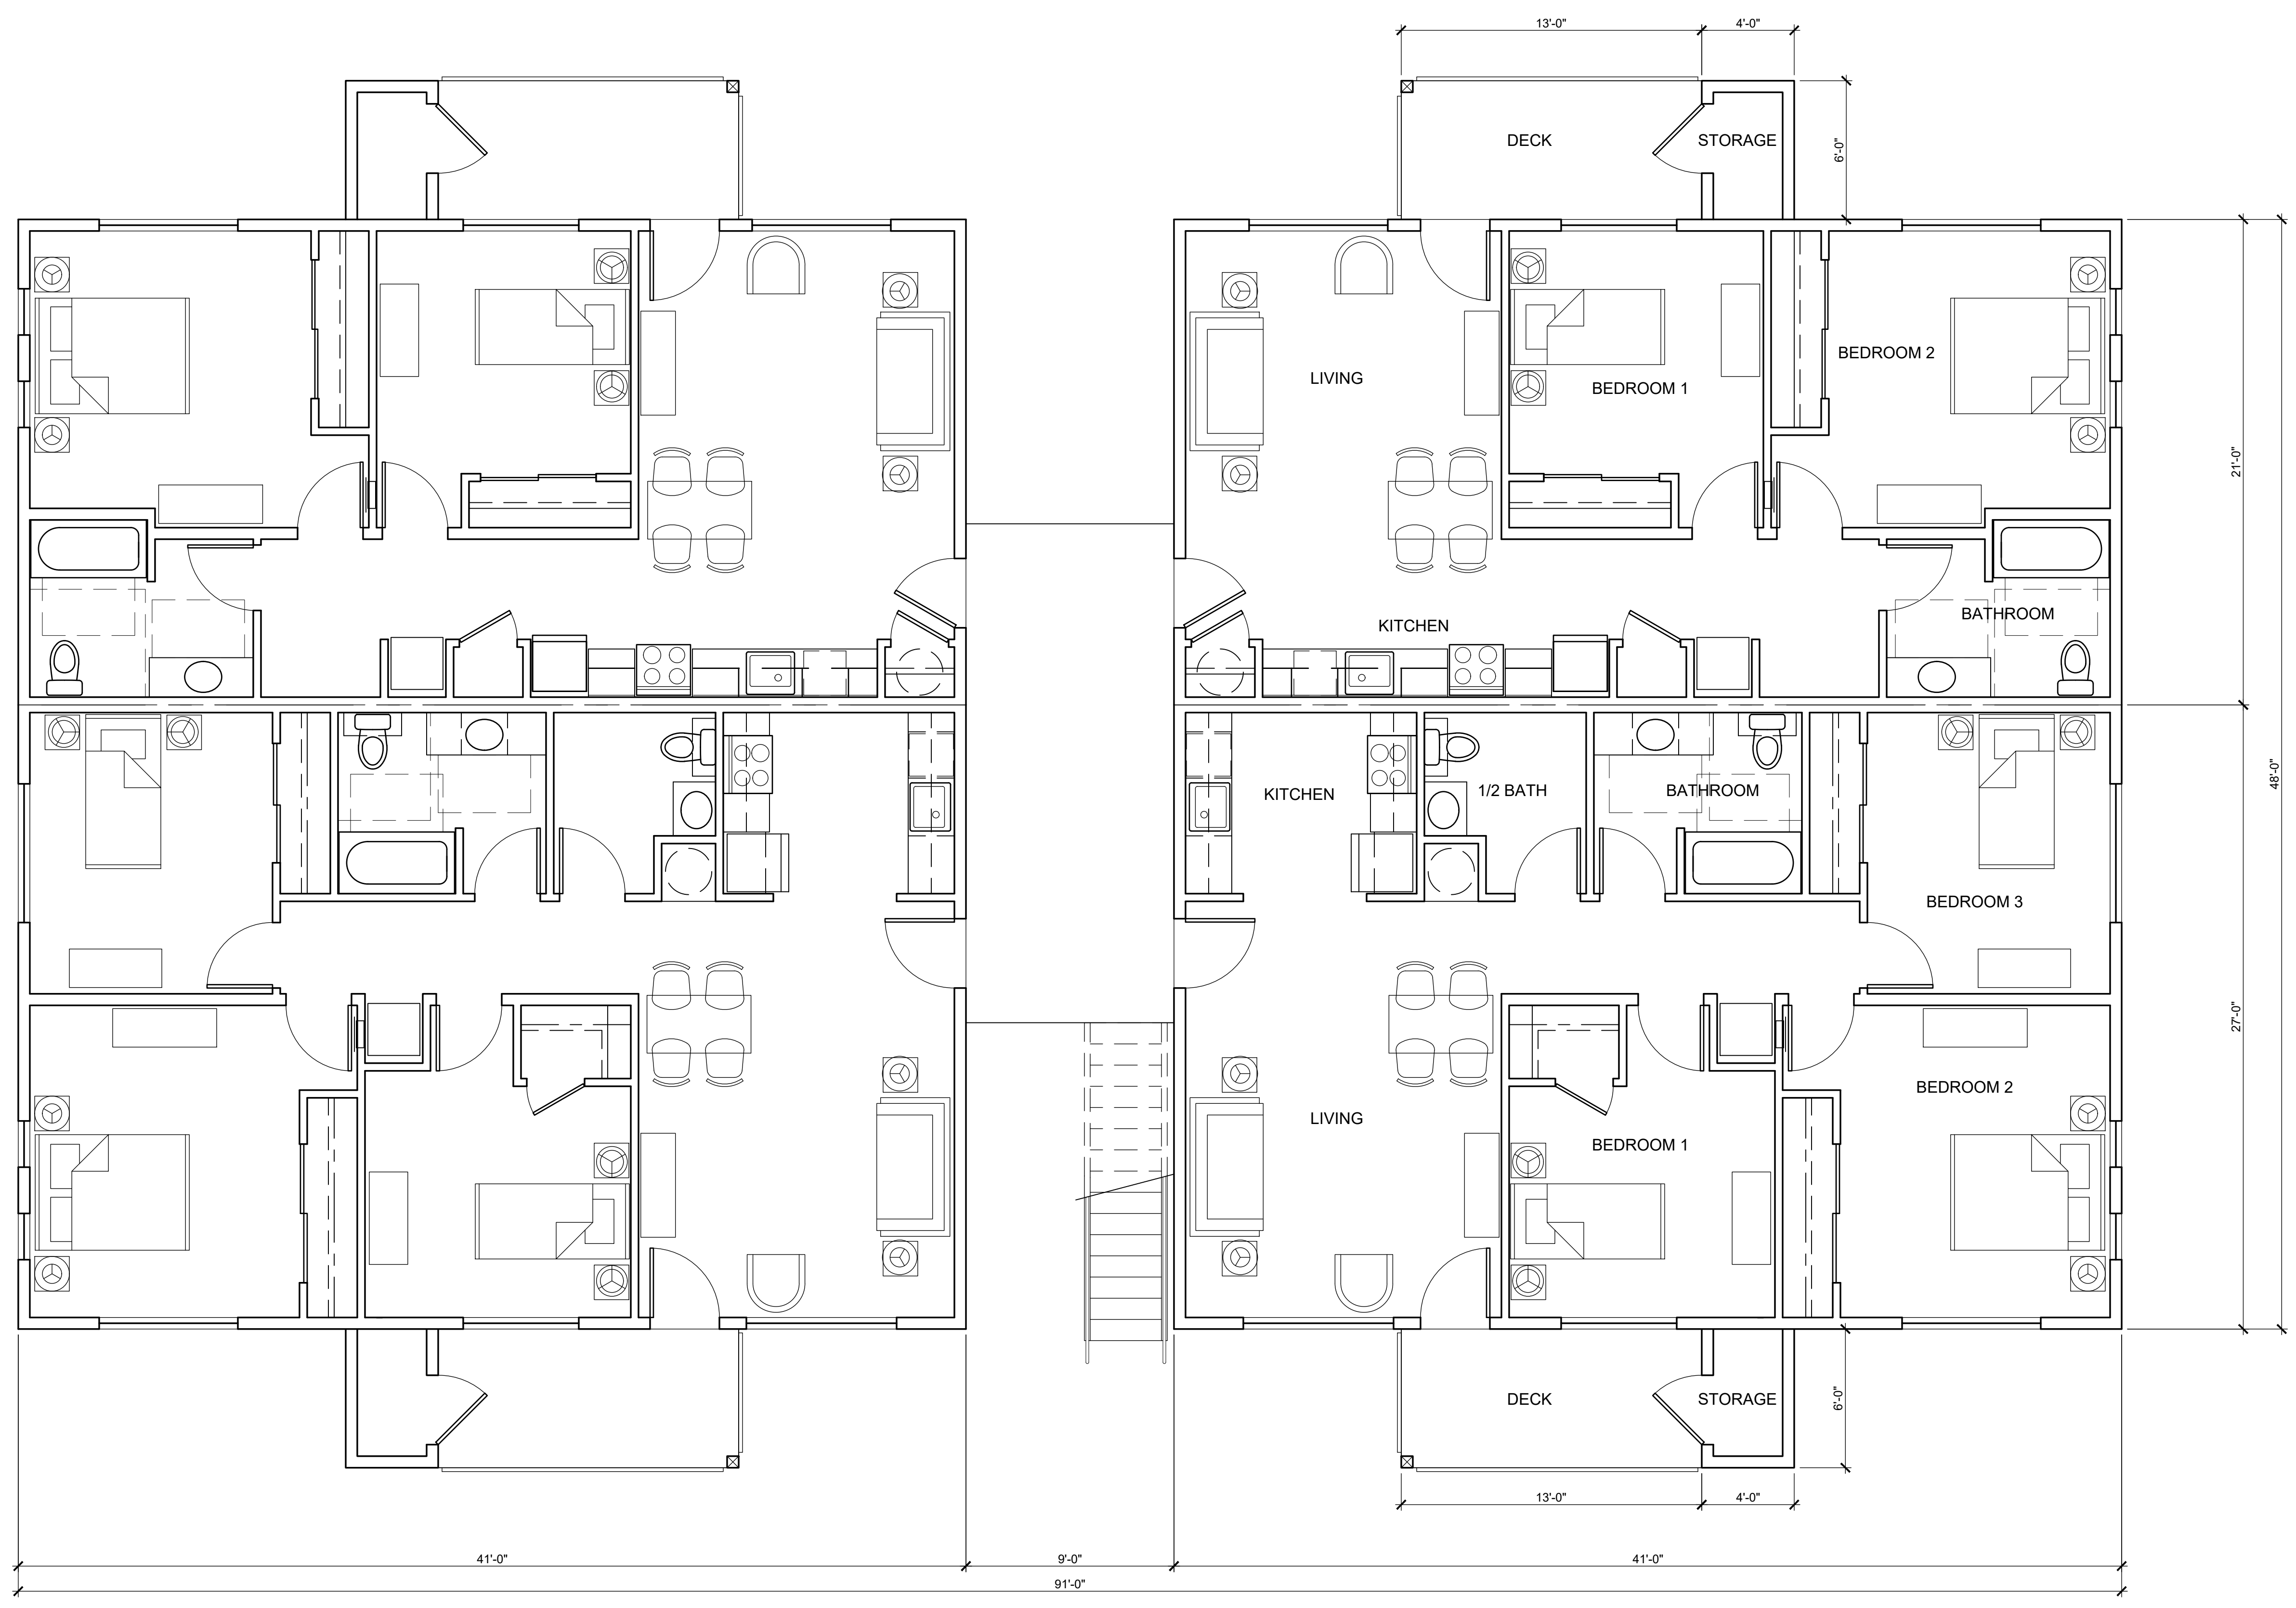 13'-0"
4'-0"
DECK
STORAGE
6'-0"
BEDROOM 2
LIVING
BEDROOM 1
21'-0"
BATHROOM
KITCHEN
48'-0"
KITCHEN
1/2 BATH
BATHROOM
BEDROOM 3
27'-0"
BEDROOM 2
LIVING
BEDROOM 1
DECK
STORAGE
6'-0"
13'-0"
4'-0"
41'-0"
9'-0"
41'-0"
91'-0"